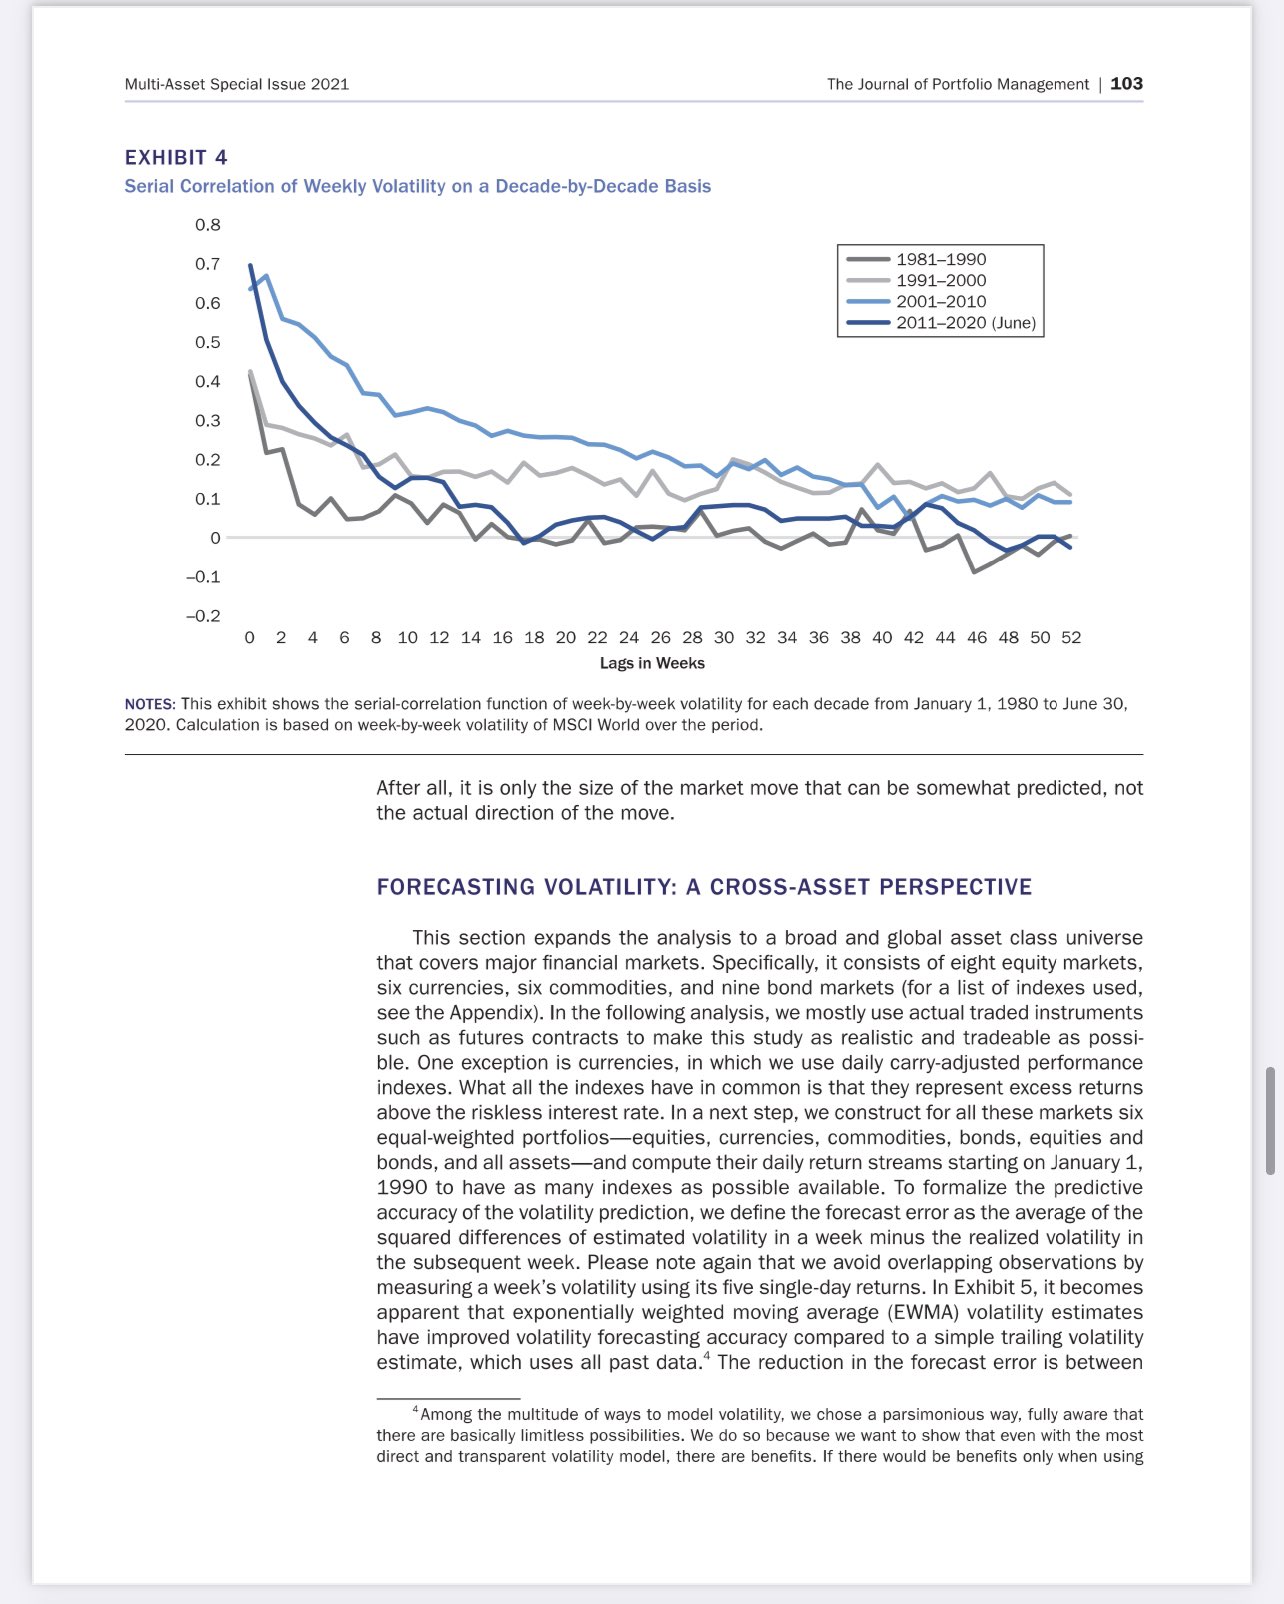 Multi-Asset Special Issue 2021
The Journal of Portfolio Management | 103
EXHIBIT 4
Serial Correlation of Weekly Volatility on a Decade-by-Decade Basis
0.8
0.7
0.6
0.5
0.4
0.3
0.2
0.1
0
–0.1
–0.2
1981–1990
1991–2000
2001–2010
2011–2020 (June)
0 2 4 6 8 10 12 14 16 18 20 22 24 26 28 30 32 34 36 38 40 42 44 46 48 50 52
Lags in Weeks
NOTES: This exhibit shows the serial-correlation function of week-by-week volatility for each decade from January 1, 1980 to June 30,
2020. Calculation is based on week-by-week volatility of MSCI World over the period.
After all, it is only the size of the market move that can be somewhat predicted, not
the actual direction of the move.
FORECASTING VOLATILITY: A CROSS-ASSET PERSPECTIVE
This section expands the analysis to a broad and global asset class universe
that covers major financial markets. Specifically, it consists of eight equity markets,
six currencies, six commodities, and nine bond markets (for a list of indexes used,
see the Appendix). In the following analysis, we mostly use actual traded instruments
such as futures contracts to make this study as realistic and tradeable as possi-
ble. One exception is currencies, in which we use daily carry-adjusted performance
indexes. What all the indexes have in common is that they represent excess returns
above the riskless interest rate. In a next step, we construct for all these markets six
equal-weighted portfolios—equities, currencies, commodities, bonds, equities and
bonds, and all assets—and compute their daily return streams starting on January 1,
1990 to have as many indexes as possible available. To formalize the predictive
accuracy of the volatility prediction, we define the forecast error as the average of the
squared differences of estimated volatility in a week minus the realized volatility in
the subsequent week. Please note again that we avoid overlapping observations by
measuring a week's volatility using its five single-day returns. In Exhibit 5, it becomes
apparent that exponentially weighted moving average (EWMA) volatility estimates
have improved volatility forecasting accuracy compared to a simple trailing volatility
estimate, which uses all past data.4 The reduction in the forecast error is between
4 Among the multitude of ways to model volatility, we chose a parsimonious way, fully aware that
there are basically limitless possibilities. We do so because we want to show that even with the most
direct and transparent volatility model, there are benefits. If there would be benefits only when using